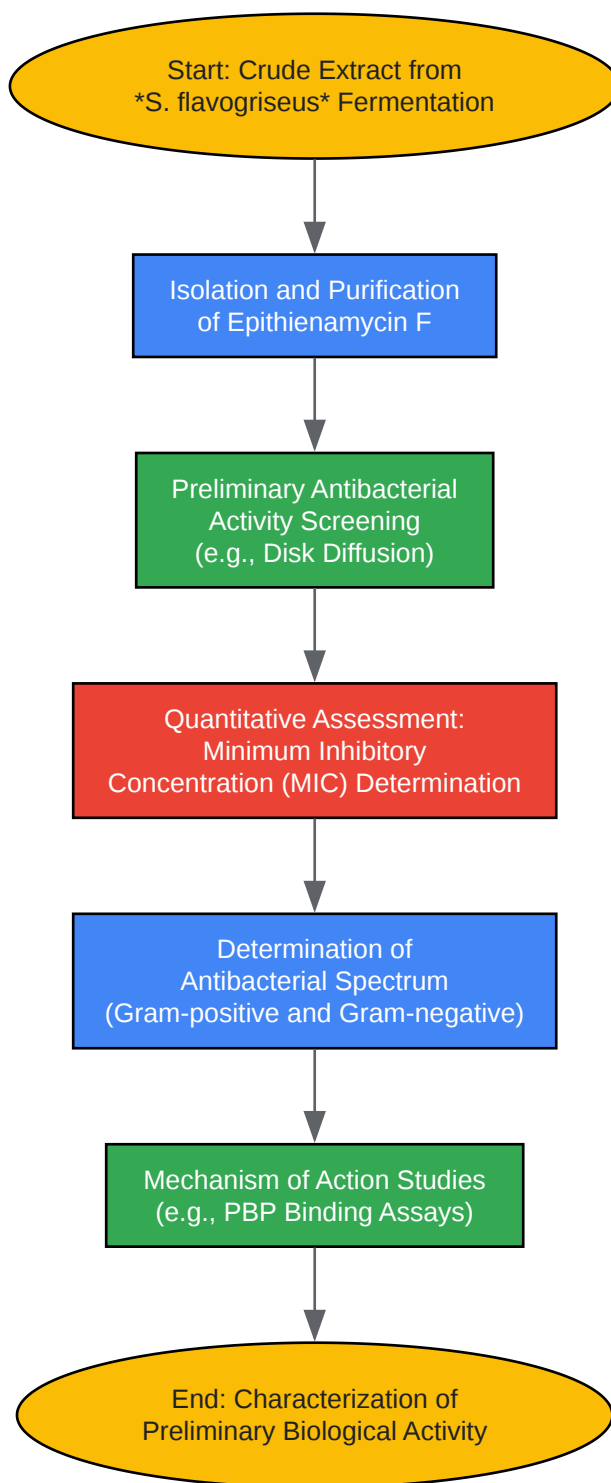 Start: Crude Extract from
*S. flavogriseus* Fermentation
Isolation and Purification
of Epithienamycin F
Preliminary Antibacterial
Activity Screening
(e.g., Disk Diffusion)
Quantitative Assessment:
Minimum Inhibitory
Concentration (MIC) Determination
Determination of
Antibacterial Spectrum
(Gram-positive and Gram-negative)
Mechanism of Action Studies
(e.g., PBP Binding Assays)
End: Characterization of
Preliminary Biological Activity